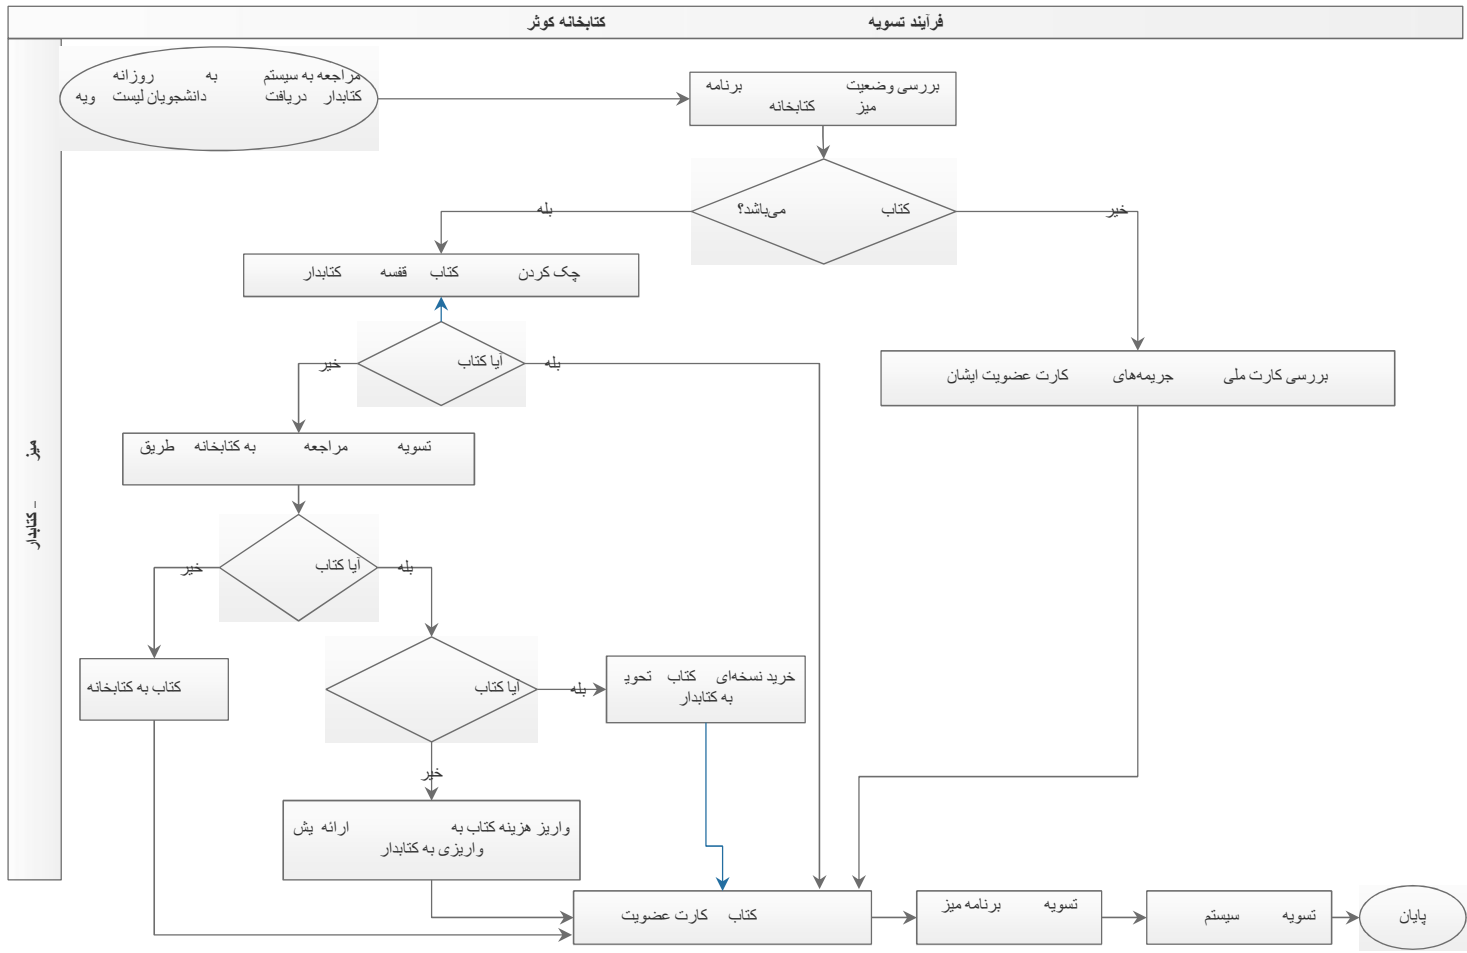 فرآیند تسویه کتابخانه کوثر
میز - کتابدار
مراجعه به سیستم به روزانه
کتابدار دریافت دانشجویان لیست ویه
بررسی وضعیت برنامه
میز کتابخانه
کتاب می‌باشد؟
بله
خیر
چک کردن کتاب قفسه کتابدار
آیا کتاب
خیر
بله
بررسی کارت ملی جریمه‌های کارت عضویت ایشان
تسویه مراجعه به کتابخانه طریق
آیا کتاب
خیر
بله
کتاب به کتابخانه
آیا کتاب
بله
خرید نسخه‌ای کتاب تحوی
به کتابدار
خیر
واریز هزینه کتاب به ارائه یش
واریزی به کتابدار
کتاب کارت عضویت
تسویه برنامه میز
تسویه سیستم
پایان